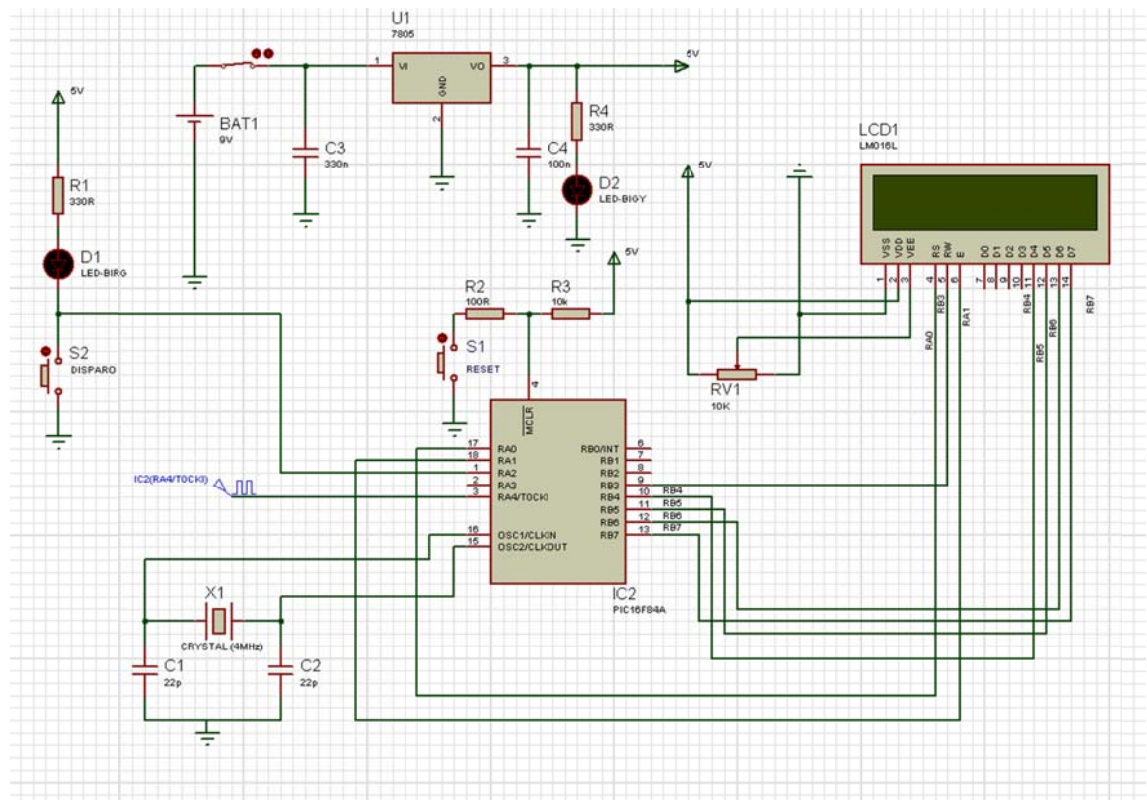 U1
7805
1
VI
VO
3
GND
2
5V
5V
BAT1
9V
C3
330n
C4
100n
R4
330R
D2
LED-BIGY
R1
330R
D1
LED-BIRG
S2
DISPARO
LCD1
LM016L
VSS
VDD
VEE
RS
RW
E
D0
D1
D2
D3
D4
D5
D6
D7
1
2
3
4
5
6
7
8
9
10
11
12
13
14
RA0
RB3
RA1
RB4
RB5
RB6
RB7
5V
RV1
10K
5V
R2
100R
R3
10k
S1
RESET
4
MCLR
17
RA0
18
RA1
1
RA2
2
RA3
3
RA4/T0CKI
16
OSC1/CLKIN
15
OSC2/CLKOUT
RB0/INT
6
RB1
7
RB2
8
RB3
9
RB4
10
RB4
RB5
11
RB5
RB6
12
RB6
RB7
13
RB7
IC2
PIC16F84A
IC2(RA4/T0CKI)
X1
CRYSTAL (4MHz)
C1
22p
C2
22p